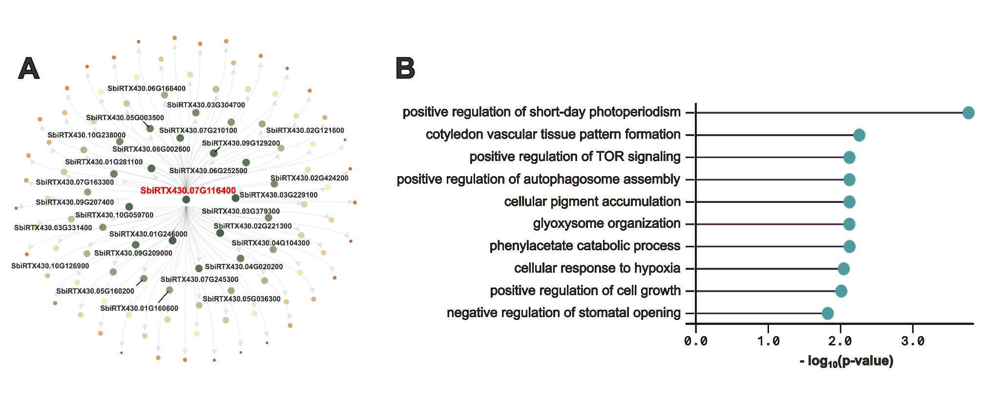 A
SbiRTX430.06G166400
SbiRTX430.03G304700
SbiRTX430.05G003500
SbiRTX430.07G210100
SbiRTX430.02G121600
SbiRTX430.10G238000
SbiRTX430.09G129200
SbiRTX430.06G002600
SbiRTX430.01G281100
SbiRTX430.06G252500
SbiRTX430.02G424200
SbiRTX430.07G163300
SbiRTX430.07G116400
SbiRTX430.03G229100
SbiRTX430.09G207400
SbiRTX430.03G379300
SbiRTX430.10G059700
SbiRTX430.02G221300
SbiRTX430.03G331400
SbiRTX430.01G246000
SbiRTX430.04G104300
SbiRTX430.09G209000
SbiRTX430.10G126900
SbiRTX430.04G020200
SbiRTX430.07G245300
SbiRTX430.05G160200
SbiRTX430.05G036300
SbiRTX430.01G160600
B
positive regulation of short-day photoperiodism
cotyledon vascular tissue pattern formation
positive regulation of TOR signaling
positive regulation of autophagosome assembly
cellular pigment accumulation
glyoxysome organization
phenylacetate catabolic process
cellular response to hypoxia
positive regulation of cell growth
negative regulation of stomatal opening
0.0 1.0 2.0 3.0
- log₁₀(p-value)